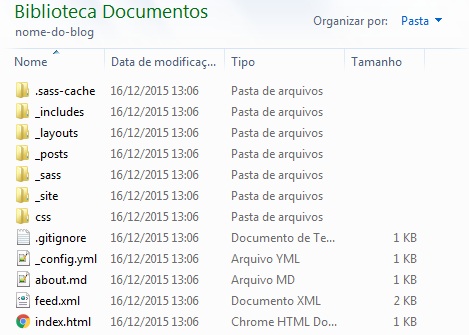 Biblioteca Documentos
Organizar por: Pasta
nome-do-blog
Nome Data de modificaç... Tipo Tamanho
.sass-cache 16/12/2015 13:06 Pasta de arquivos
_includes 16/12/2015 13:06 Pasta de arquivos
_layouts 16/12/2015 13:06 Pasta de arquivos
_posts 16/12/2015 13:06 Pasta de arquivos
_sass 16/12/2015 13:06 Pasta de arquivos
_site 16/12/2015 13:06 Pasta de arquivos
css 16/12/2015 13:06 Pasta de arquivos
.gitignore 16/12/2015 13:06 Documento de Te... 1 KB
_config.yml 16/12/2015 13:06 Arquivo YML 1 KB
about.md 16/12/2015 13:06 Arquivo MD 1 KB
feed.xml 16/12/2015 13:06 Documento XML 2 KB
index.html 16/12/2015 13:06 Chrome HTML Do... 1 KB